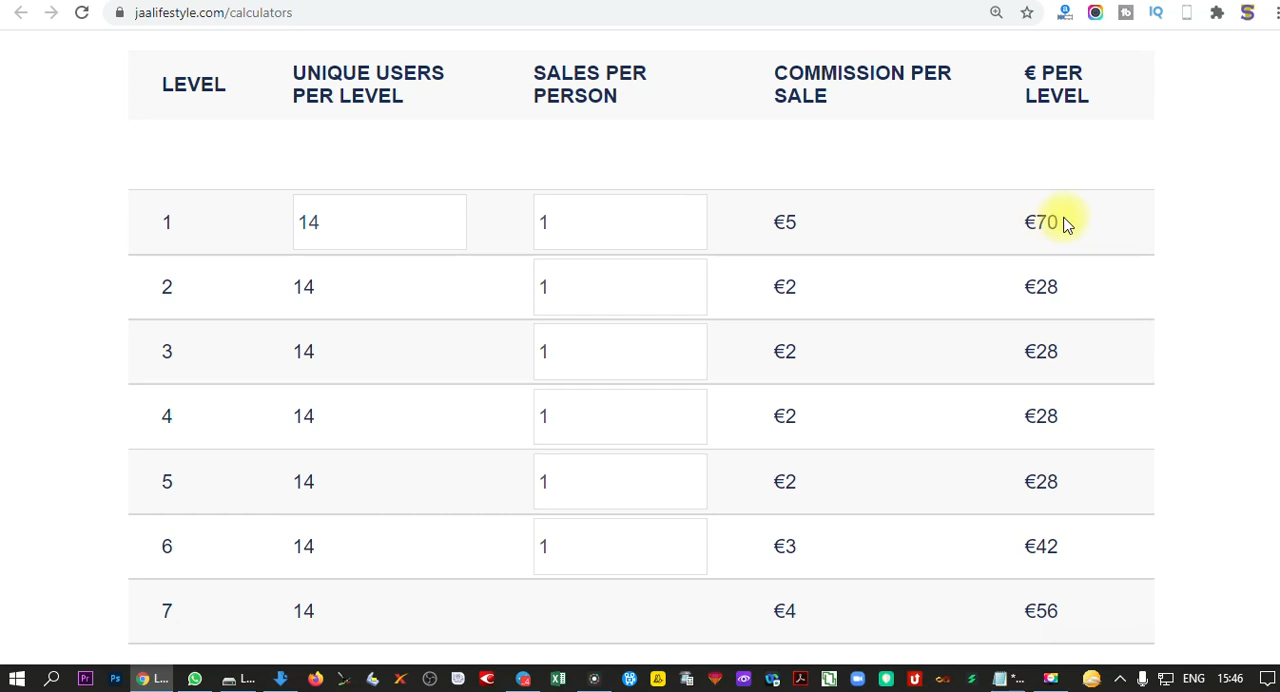 jaalifestyle.com/calculators
LEVEL
UNIQUE USERS
PER LEVEL
SALES PER
PERSON
COMMISSION PER
SALE
€ PER
LEVEL
1 14 1 €5 €70
2 14 1 €2 €28
3 14 1 €2 €28
4 14 1 €2 €28
5 14 1 €2 €28
6 14 1 €3 €42
7 14 €4 €56
L... L... ENG 15:46